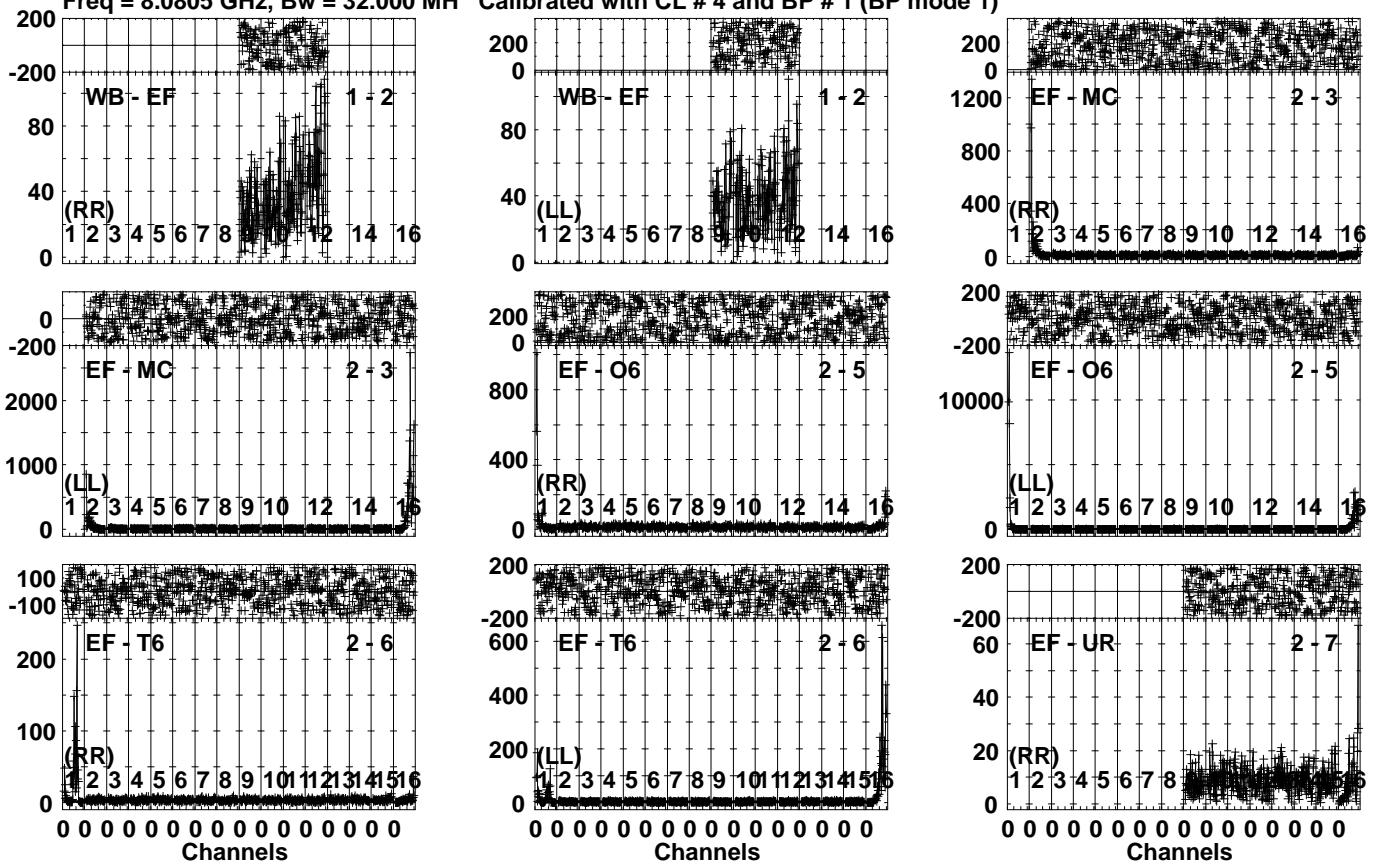 Freq = 8.0805 GHz, Bw = 32.000 MH Calibrated with CL # 4 and BP # 1 (BP mode 1)
200
-200
WB - EF 1 - 2
80
40
0
(RR)
1 2 3 4 5 6 7 8 9 10 12 14 16
200
0
WB - EF 1 - 2
80
40
0
(LL)
1 2 3 4 5 6 7 8 9 10 12 14 16
200
0
EF - MC 2 - 3
1200
800
400
0
(RR)
1 2 3 4 5 6 7 8 9 10 12 14 16
0
-200
EF - MC 2 - 3
2000
1000
0
(LL)
1 2 3 4 5 6 7 8 9 10 12 14 16
200
0
EF - O6 2 - 5
800
400
0
(RR)
1 2 3 4 5 6 7 8 9 10 12 14 16
200
-200
EF - O6 2 - 5
10000
0
(LL)
1 2 3 4 5 6 7 8 9 10 12 14 16
100
-100
EF - T6 2 - 6
200
100
0
(RR)
1 2 3 4 5 6 7 8 9 10 11 12 13 14 15 16
200
-200
EF - T6 2 - 6
600
400
200
0
(LL)
1 2 3 4 5 6 7 8 9 10 11 12 13 14 15 16
200
-200
EF - UR 2 - 7
60
40
20
0
(RR)
1 2 3 4 5 6 7 8 16
0 0 0 0 0 0 0 0 0 0 0 0 0 0 0 0
Channels
0 0 0 0 0 0 0 0 0 0 0 0 0 0 0 0
Channels
0 0 0 0 0 0 0 0 0 0 0 0 0 0 0 0
Channels